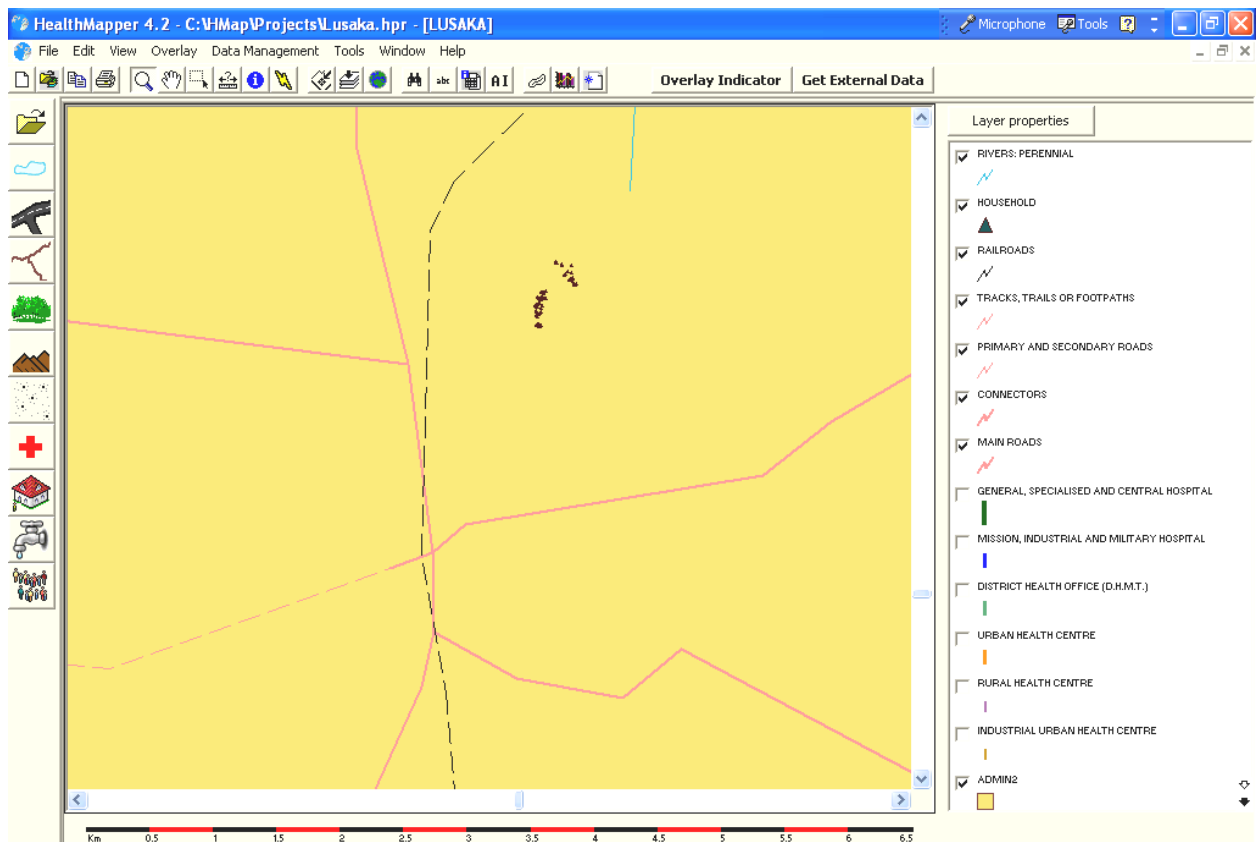 HealthMapper 4.2 - C:\HMap\Projects\Lusaka.hpr - [LUSAKA]
Microphone Tools
File Edit View Overlay Data Management Tools Window Help
abc AI Overlay Indicator Get External Data
Layer properties
RIVERS: PERENNIAL
HOUSEHOLD
RAILROADS
TRACKS, TRAILS OR FOOTPATHS
PRIMARY AND SECONDARY ROADS
CONNECTORS
MAIN ROADS
GENERAL, SPECIALISED AND CENTRAL HOSPITAL
MISSION, INDUSTRIAL AND MILITARY HOSPITAL
DISTRICT HEALTH OFFICE (D.H.M.T.)
URBAN HEALTH CENTRE
RURAL HEALTH CENTRE
INDUSTRIAL URBAN HEALTH CENTRE
ADMIN2
Km 0.5 1 1.5 2 2.5 3 3.5 4 4.5 5 5.5 6 6.5